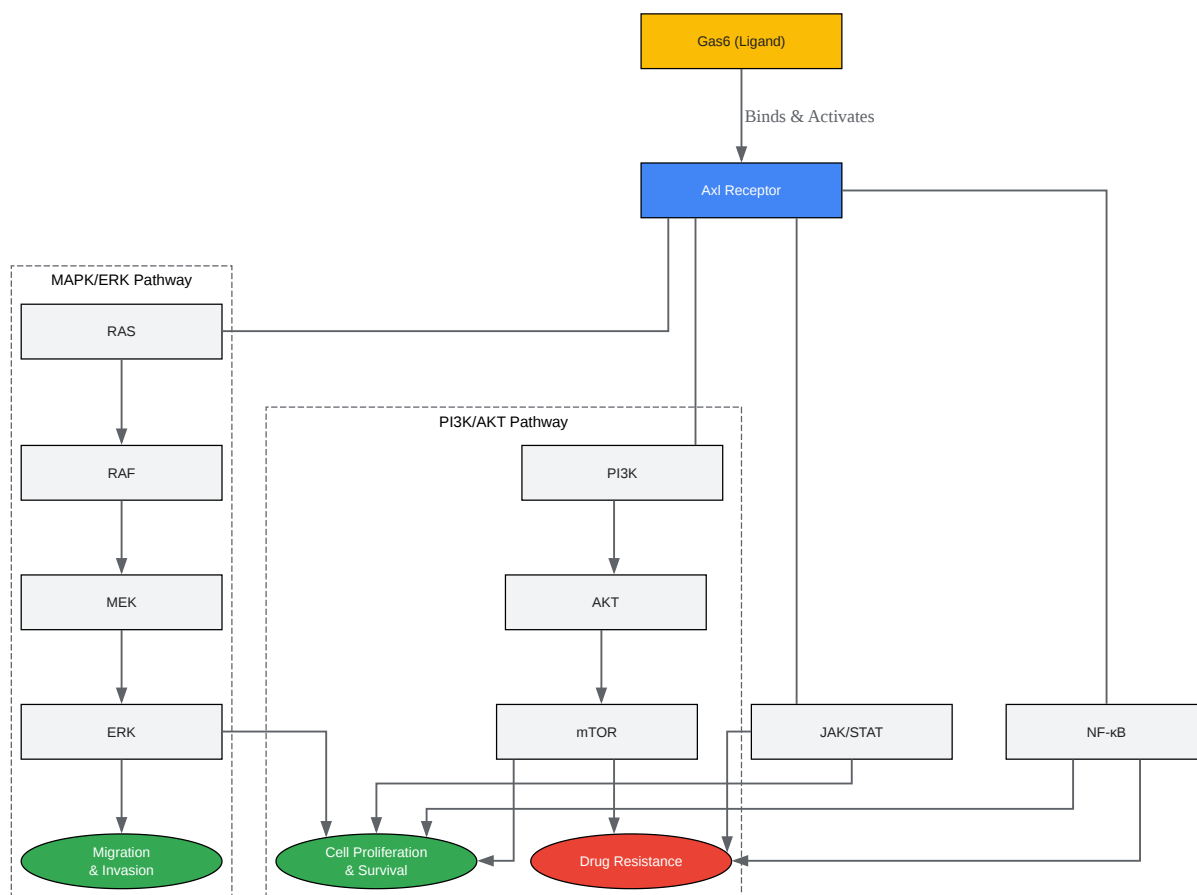 Gas6 (Ligand)
Binds & Activates
Axl Receptor
MAPK/ERK Pathway
RAS
PI3K/AKT Pathway
RAF
PI3K
MEK
AKT
ERK
mTOR
JAK/STAT
NF-κB
Migration
& Invasion
Cell Proliferation
& Survival
Drug Resistance